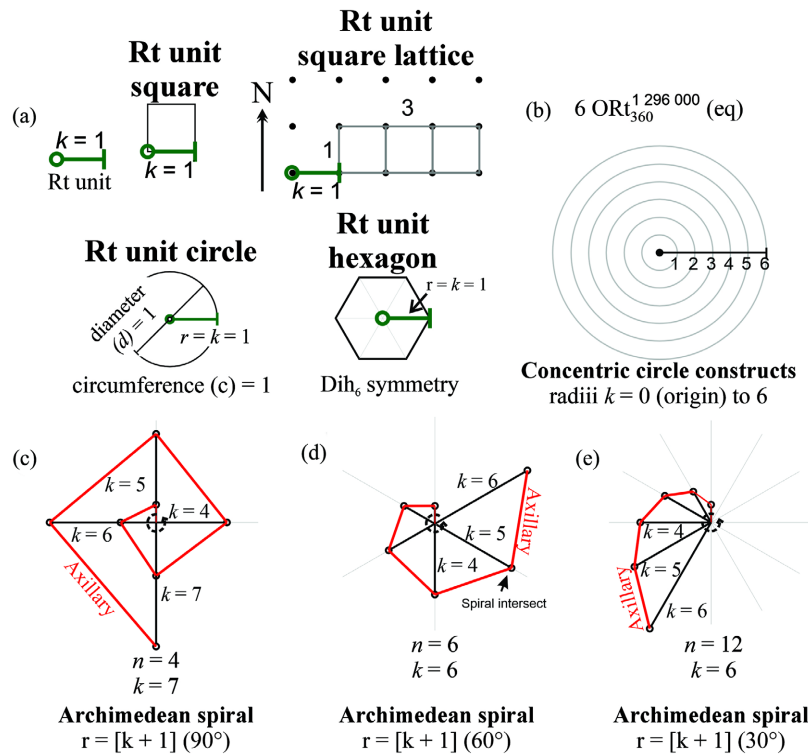 (a)
k = 1
Rt unit
Rt unit
square
k = 1
Rt unit
square lattice
N
3
1
k = 1
(b)
6 ORt 1 296 000 360 (eq)
1 2 3 4 5 6
Concentric circle constructs
radiii k = 0 (origin) to 6
Rt unit circle
diameter
(d) = 1
r = k = 1
circumference (c) = 1
Rt unit
hexagon
r = k = 1
Dih6 symmetry
(c)
k = 5
k = 4
k = 6
k = 7
Axillary
n = 4
k = 7
Archimedean spiral
r = [k + 1] (90°)
(d)
k = 6
k = 5
k = 4
Axillary
Spiral intersect
n = 6
k = 6
Archimedean spiral
r = [k + 1] (60°)
(e)
k = 4
k = 5
k = 6
Axillary
n = 12
k = 6
Archimedean spiral
r = [k + 1] (30°)